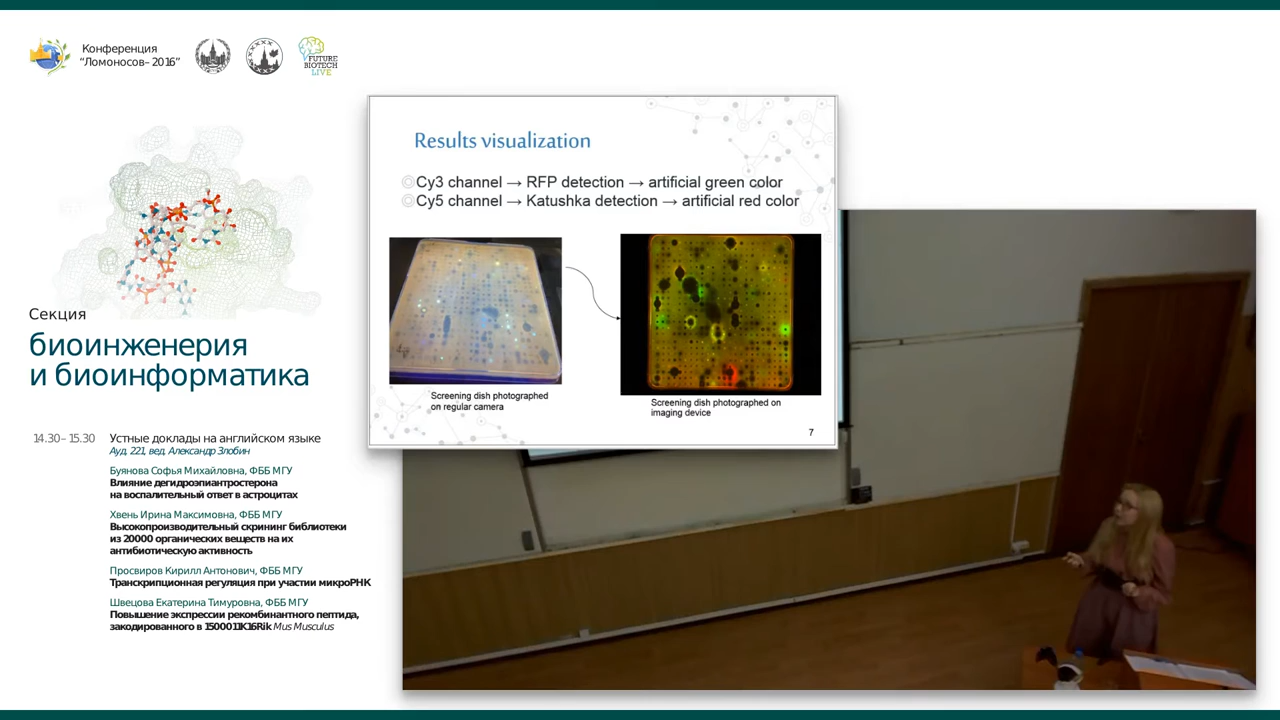 Конференция
“Ломоносов– 2016”
FUTURE
BIOTECH
LIVE
Секция
биоинженерия
и биоинформатика
14.30– 15.30
Устные доклады на английском языке
Ауд. 221, вед. Александр Злобин
Буянова Софья Михайловна, ФББ МГУ
Влияние дегидроэпиантростерона
на воспалительный ответ в астроцитах
Хвень Ирина Максимовна, ФББ МГУ
Высокопроизводительный скрининг библиотеки
из 20000 органических веществ на их
антибиотическую активность
Просвиров Кирилл Антонович, ФББ МГУ
Транскрипционная регуляция при участии микроРНК
Швецова Екатерина Тимуровна, ФББ МГУ
Повышение экспрессии рекомбинантного пептида,
закодированного в 1500011K16Rik Mus Musculus
Results visualization
Cy3 channel → RFP detection → artificial green color
Cy5 channel → Katushka detection → artificial red color
Screening dish photographed
on regular camera
Screening dish photographed on
imaging device
7